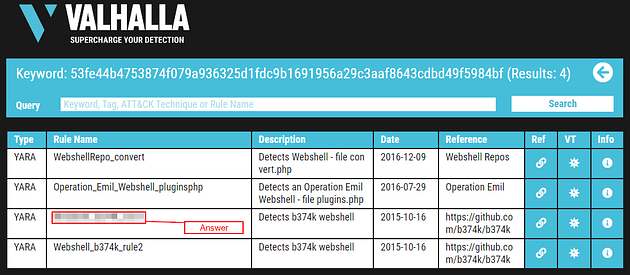 VALHALLA
SUPERCHARGE YOUR DETECTION
Keyword: 53fe44b4753874f079a936325d1fdc9b1691956a29c3aaf8643cdbd49f5984bf (Results: 4)
Query Keyword, Tag, ATT&CK Technique or Rule Name Search
Type Rule Name Description Date Reference Ref VT Info
YARA WebshellRepo_convert Detects Webshell - file con 2016-12-09 Webshell Repos
vert.php
YARA Operation_Emil_Webshell_pluginsphp Detects an Operation Emil 2016-07-29 Operation Emil
Webshell - file plugins.php
YARA Detects b374k webshell 2015-10-16 https://github.co
Answer m/b374k/b374k
YARA Webshell_b374k_rule2 Detects b374k webshell 2015-10-16 https://github.co
m/b374k/b374k